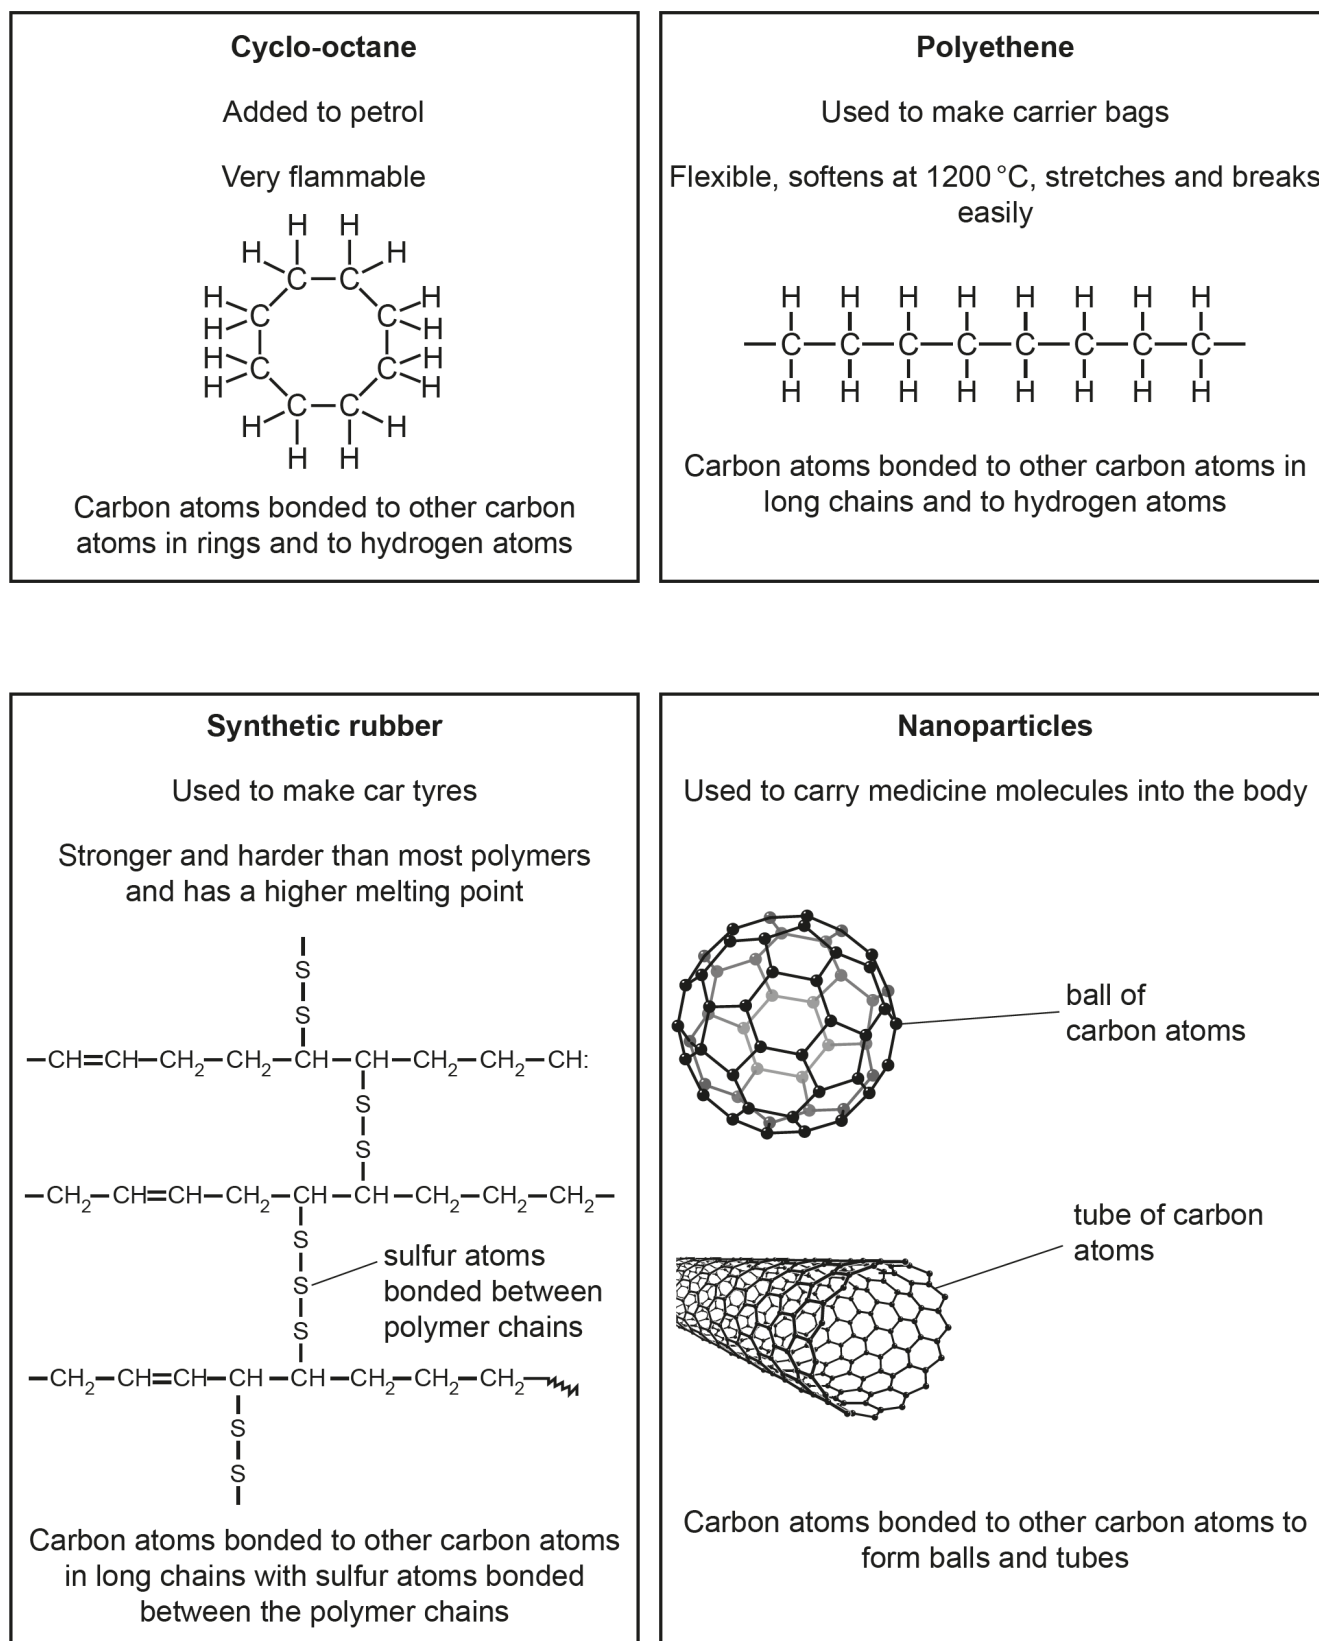 Cyclo-octane
Added to petrol
Very flammable
H H
H H
C C
H H
C C
H H
H H
C C
H H
C C
H H
H H
Carbon atoms bonded to other carbon
atoms in rings and to hydrogen atoms
Polyethene
Used to make carrier bags
Flexible, softens at 1200 °C, stretches and breaks
easily
H H H H H H H H
C C C C C C C C
H H H H H H H H
Carbon atoms bonded to other carbon atoms in
long chains and to hydrogen atoms
Synthetic rubber
Used to make car tyres
Stronger and harder than most polymers
and has a higher melting point
S
S
–CH=CH–CH₂–CH₂–CH–CH–CH₂–CH₂–CH:
S
S
–CH₂–CH=CH–CH₂–CH–CH–CH₂–CH₂–CH₂–
S
S
S
sulfur atoms
bonded between
polymer chains
–CH₂–CH=CH–CH–CH–CH₂–CH₂–CH₂
S
S
Carbon atoms bonded to other carbon atoms
in long chains with sulfur atoms bonded
between the polymer chains
Nanoparticles
Used to carry medicine molecules into the body
ball of
carbon atoms
tube of carbon
atoms
Carbon atoms bonded to other carbon atoms to
form balls and tubes